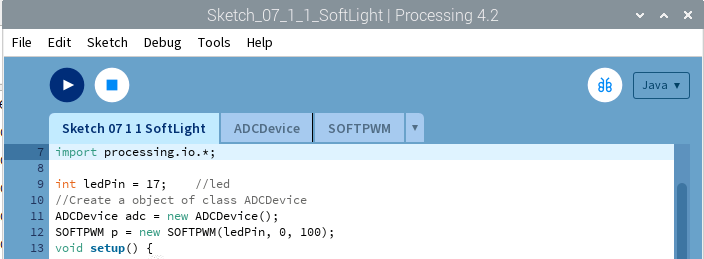 Sketch_07_1_1_SoftLight | Processing 4.2
File Edit Sketch Debug Tools Help
Java ▾
Sketch 07 1 1 SoftLight ADCDevice SOFTPWM ▾
7 import processing.io.*;
8
9 int ledPin = 17;    //led
10 //Create a object of class ADCDevice
11 ADCDevice adc = new ADCDevice();
12 SOFTPWM p = new SOFTPWM(ledPin, 0, 100);
13 void setup() {